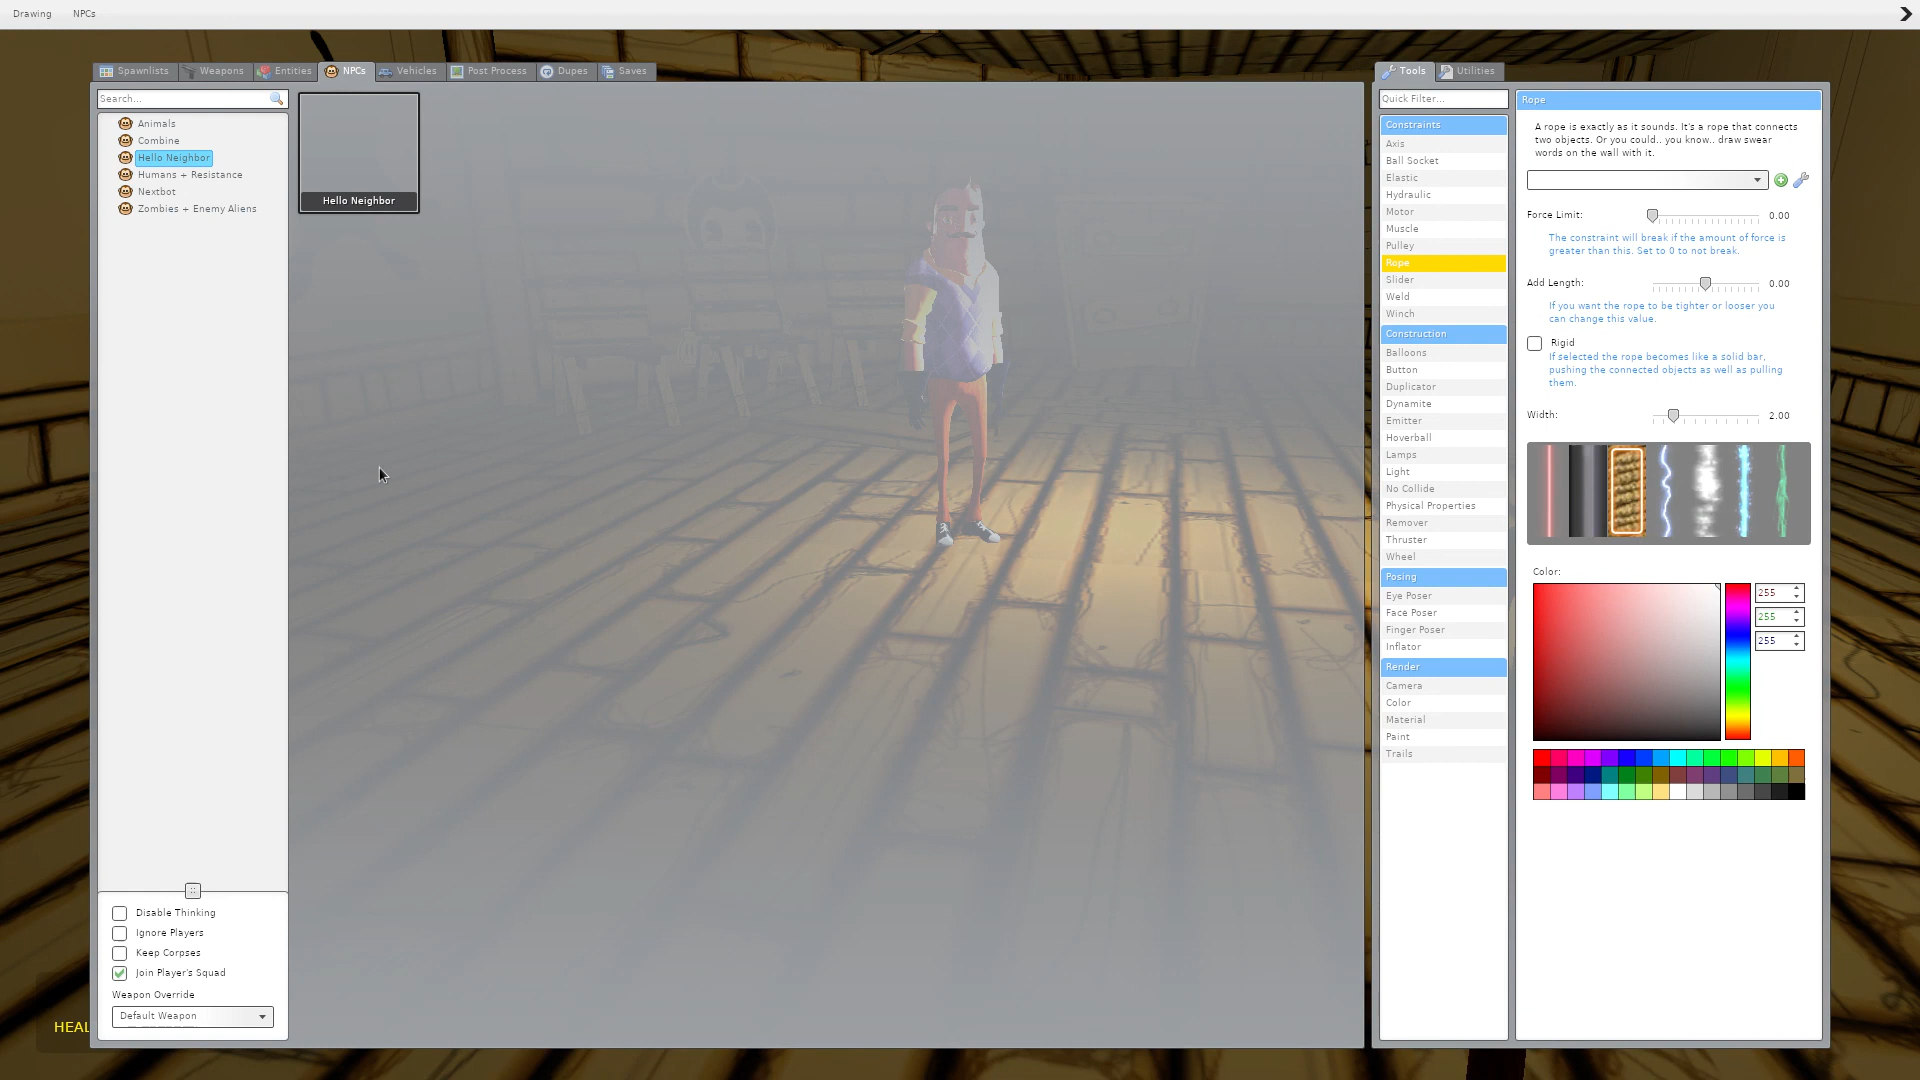 Drawing NPCs
Spawnlists Weapons Entities NPCs Vehicles Post Process Dupes Saves
Search...
Animals
Combine
Hello Neighbor
Humans + Resistance
Nextbot
Zombies + Enemy Aliens
Hello Neighbor
Disable Thinking
Ignore Players
Keep Corpses
Join Player's Squad
Weapon Override
Default Weapon
HEAL
Tools Utilities
Quick Filter...
Constraints
Axis
Ball Socket
Elastic
Hydraulic
Motor
Muscle
Pulley
Rope
Slider
Weld
Winch
Construction
Balloons
Button
Duplicator
Dynamite
Emitter
Hoverball
Lamps
Light
No Collide
Physical Properties
Remover
Thruster
Wheel
Posing
Eye Poser
Face Poser
Finger Poser
Inflator
Render
Camera
Color
Material
Paint
Trails
Rope
A rope is exactly as it sounds. It's a rope that connects
two objects. Or you could.. you know.. draw swear
words on the wall with it.
Force Limit: 0.00
The constraint will break if the amount of force is
greater than this. Set to 0 to not break.
Add Length: 0.00
If you want the rope to be tighter or looser you
can change this value.
Rigid
If selected the rope becomes like a solid bar,
pushing the connected objects as well as pulling
them.
Width: 2.00
Color:
255
255
255